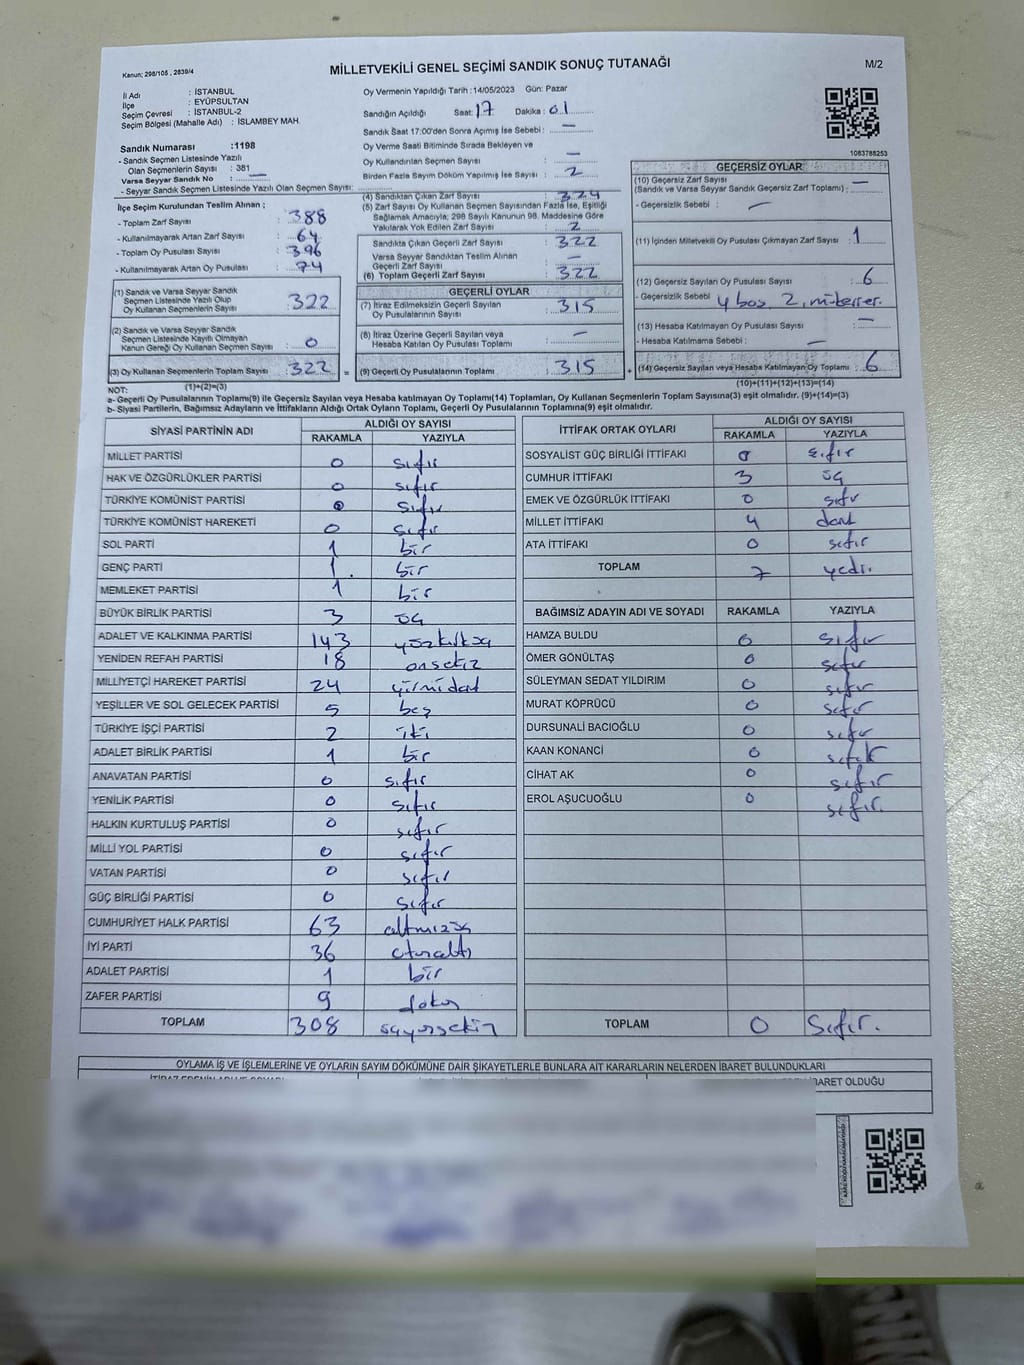 Kanun; 298/105 , 2839/4
MİLLETVEKİLİ GENEL SEÇİMİ SANDIK SONUÇ TUTANAĞI
M/2
İl Adı : İSTANBUL
İlçe : EYÜPSULTAN
Seçim Çevresi : İSTANBUL-2
Seçim Bölgesi (Mahalle Adı) : İSLAMBEY MAH.
Sandık Numarası :1198
- Sandık Seçmen Listesinde Yazılı
Olan Seçmenlerin Sayısı : 381
Varsa Seyyar Sandık No : —
- Seyyar Sandık Seçmen Listesinde Yazılı Olan Seçmen Sayısı:
Oy Vermenin Yapıldığı Tarih :14/05/2023 Gün: Pazar
Sandığın Açıldığı Saat: 17 Dakika : 01
Sandık Saat 17:00'den Sonra Açımış İse Sebebi : —
Oy Verme Saati Bitiminde Sırada Bekleyen ve
Oy Kullandırılan Seçmen Sayısı : —
Birden Fazla Sayım Döküm Yapılmış İse Sayısı : 2
1083788253
İlçe Seçim Kurulundan Teslim Alınan ;
- Toplam Zarf Sayısı : 388
- Kullanılmayarak Artan Zarf Sayısı : 64
- Toplam Oy Pusulası Sayısı : 396
- Kullanılmayarak Artan Oy Pusulası : 74
(1) Sandık ve Varsa Seyyar Sandık
Seçmen Listesinde Yazılı Olup
Oy Kullanan Seçmen Sayısı : 322
(2) Sandık ve Varsa Seyyar Sandık
Seçmen Listesinde Kayıtlı Olmayan
Kanun Gereği Oy Kullanan Seçmen Sayısı : 0
(3) Oy Kullanan Seçmenlerin Toplam Sayısı : 322 =
(4) Sandıktan Çıkan Zarf Sayısı : 324
(5) Zarf Sayısı Oy Kullanan Seçmen Sayısından Fazla İse, Eşitliği
Sağlamak Amacıyla; 298 Sayılı Kanunun 98. Maddesine Göre
Yakılarak Yok Edilen Zarf Sayısı : 2
Sandıkta Çıkan Geçerli Zarf Sayısı : 322
Varsa Seyyar Sandıktan Teslim Alınan
Geçerli Zarf Sayısı : —
(6) Toplam Geçerli Zarf Sayısı : 322
GEÇERLİ OYLAR
(7) İtiraz Edilmeksizin Geçerli Sayılan
Oy Pusulalarının Sayısı : 315
(8) İtiraz Üzerine Geçerli Sayılan veya
Hesaba Katılan Oy Pusulası Toplamı : —
(9) Geçerli Oy Pusulalarının Toplamı : 315 +
GEÇERSİZ OYLAR
(10) Geçersiz Zarf Sayısı
(Sandık ve Varsa Seyyar Sandık Geçersiz Zarf Toplamı) : —
- Geçersizlik Sebebi : —
(11) İçinden Milletvekili Oy Pusulası Çıkmayan Zarf Sayısı : 1
(12) Geçersiz Sayılan Oy Pusulası Sayısı : 6
- Geçersizlik Sebebi : 4 boş 2, mükerrer.
(13) Hesaba Katılmayan Oy Pusulası Sayısı : —
- Hesaba Katılmama Sebebi : —
(14) Geçersiz Sayılan veya Hesaba Katılmayan Oy Toplamı : 6
(10)+(11)+(12)+(13)=(14)
NOT: (1)+(2)=(3)
a- Geçerli Oy Pusulalarının Toplamı(9) ile Geçersiz Sayılan veya Hesaba katılmayan Oy Toplamı(14) Toplamları, Oy Kullanan Seçmenlerin Toplam Sayısına(3) eşit olmalıdır. (9)+(14)=(3)
b- Siyasi Partilerin, Bağımsız Adayların ve İttifakların Aldığı Ortak Oyların Toplamı, Geçerli Oy Pusulalarının Toplamına(9) eşit olmalıdır.
SİYASİ PARTİNİN ADI ALDIĞI OY SAYISI
RAKAMLA YAZIYLA
MİLLET PARTİSİ 0 sıfır
HAK VE ÖZGÜRLÜKLER PARTİSİ 0 sıfır
TÜRKİYE KOMÜNİST PARTİSİ 0 sıfır
TÜRKİYE KOMÜNİST HAREKETİ 0 sıfır
SOL PARTİ 1 bir
GENÇ PARTİ 1. bir
MEMLEKET PARTİSİ 1 bir
BÜYÜK BİRLİK PARTİSİ 3 üç
ADALET VE KALKINMA PARTİSİ 143 yüzkırküç
YENİDEN REFAH PARTİSİ 18 onsekiz
MİLLİYETÇİ HAREKET PARTİSİ 24 yirmidört
YEŞİLLER VE SOL GELECEK PARTİSİ 5 beş
TÜRKİYE İŞÇİ PARTİSİ 2 iki
ADALET BİRLİK PARTİSİ 1 bir
ANAVATAN PARTİSİ 0 sıfır
YENİLİK PARTİSİ 0 sıfır
HALKIN KURTULUŞ PARTİSİ 0 sıfır
MİLLİ YOL PARTİSİ 0 sıfır
VATAN PARTİSİ 0 sıfır
GÜÇ BİRLİĞİ PARTİSİ 0 sıfır
CUMHURİYET HALK PARTİSİ 63 altmışüç
İYİ PARTİ 36 otuzaltı
ADALET PARTİSİ 1 bir
ZAFER PARTİSİ 9 dokuz
TOPLAM 308 üçyüzsekiz
İTTİFAK ORTAK OYLARI ALDIĞI OY SAYISI
RAKAMLA YAZIYLA
SOSYALİST GÜÇ BİRLİĞİ İTTİFAKI 0 sıfır
CUMHUR İTTİFAKI 3 üç
EMEK VE ÖZGÜRLÜK İTTİFAKI 0 sıfır
MİLLET İTTİFAKI 4 dört
ATA İTTİFAKI 0 sıfır
TOPLAM 7 yedi.
BAĞIMSIZ ADAYIN ADI VE SOYADI RAKAMLA YAZIYLA
HAMZA BULDU 0 sıfır
ÖMER GÖNÜLTAŞ 0 sıfır
SÜLEYMAN SEDAT YILDIRIM 0 sıfır
MURAT KÖPRÜCÜ 0 sıfır
DURSUNALİ BACIOĞLU 0 sıfır
KAAN KONANCİ 0 sıfır
CİHAT AK 0 sıfır
EROL AŞUCUOĞLU 0 sıfır.
TOPLAM 0 Sıfır.
OYLAMA İŞ VE İŞLEMLERİNE VE OYLARIN SAYIM DÖKÜMÜNE DAİR ŞİKAYETLERLE BUNLARA AİT KARARLARIN NELERDEN İBARET BULUNDUKLARI
OLDUĞU